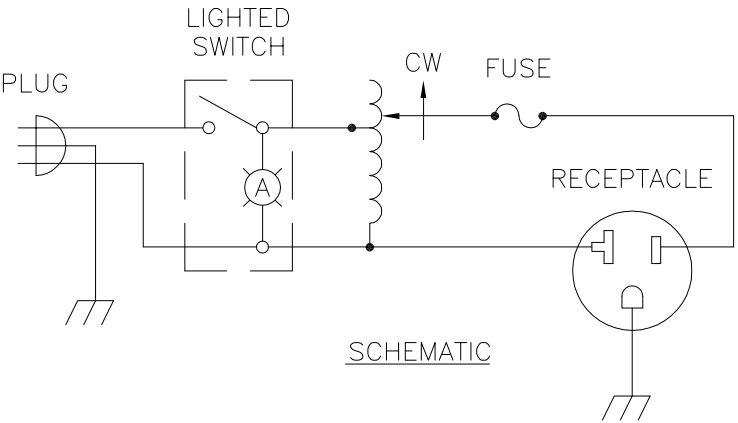 LIGHTED
SWITCH
PLUG
CW
FUSE
RECEPTACLE
A
SCHEMATIC